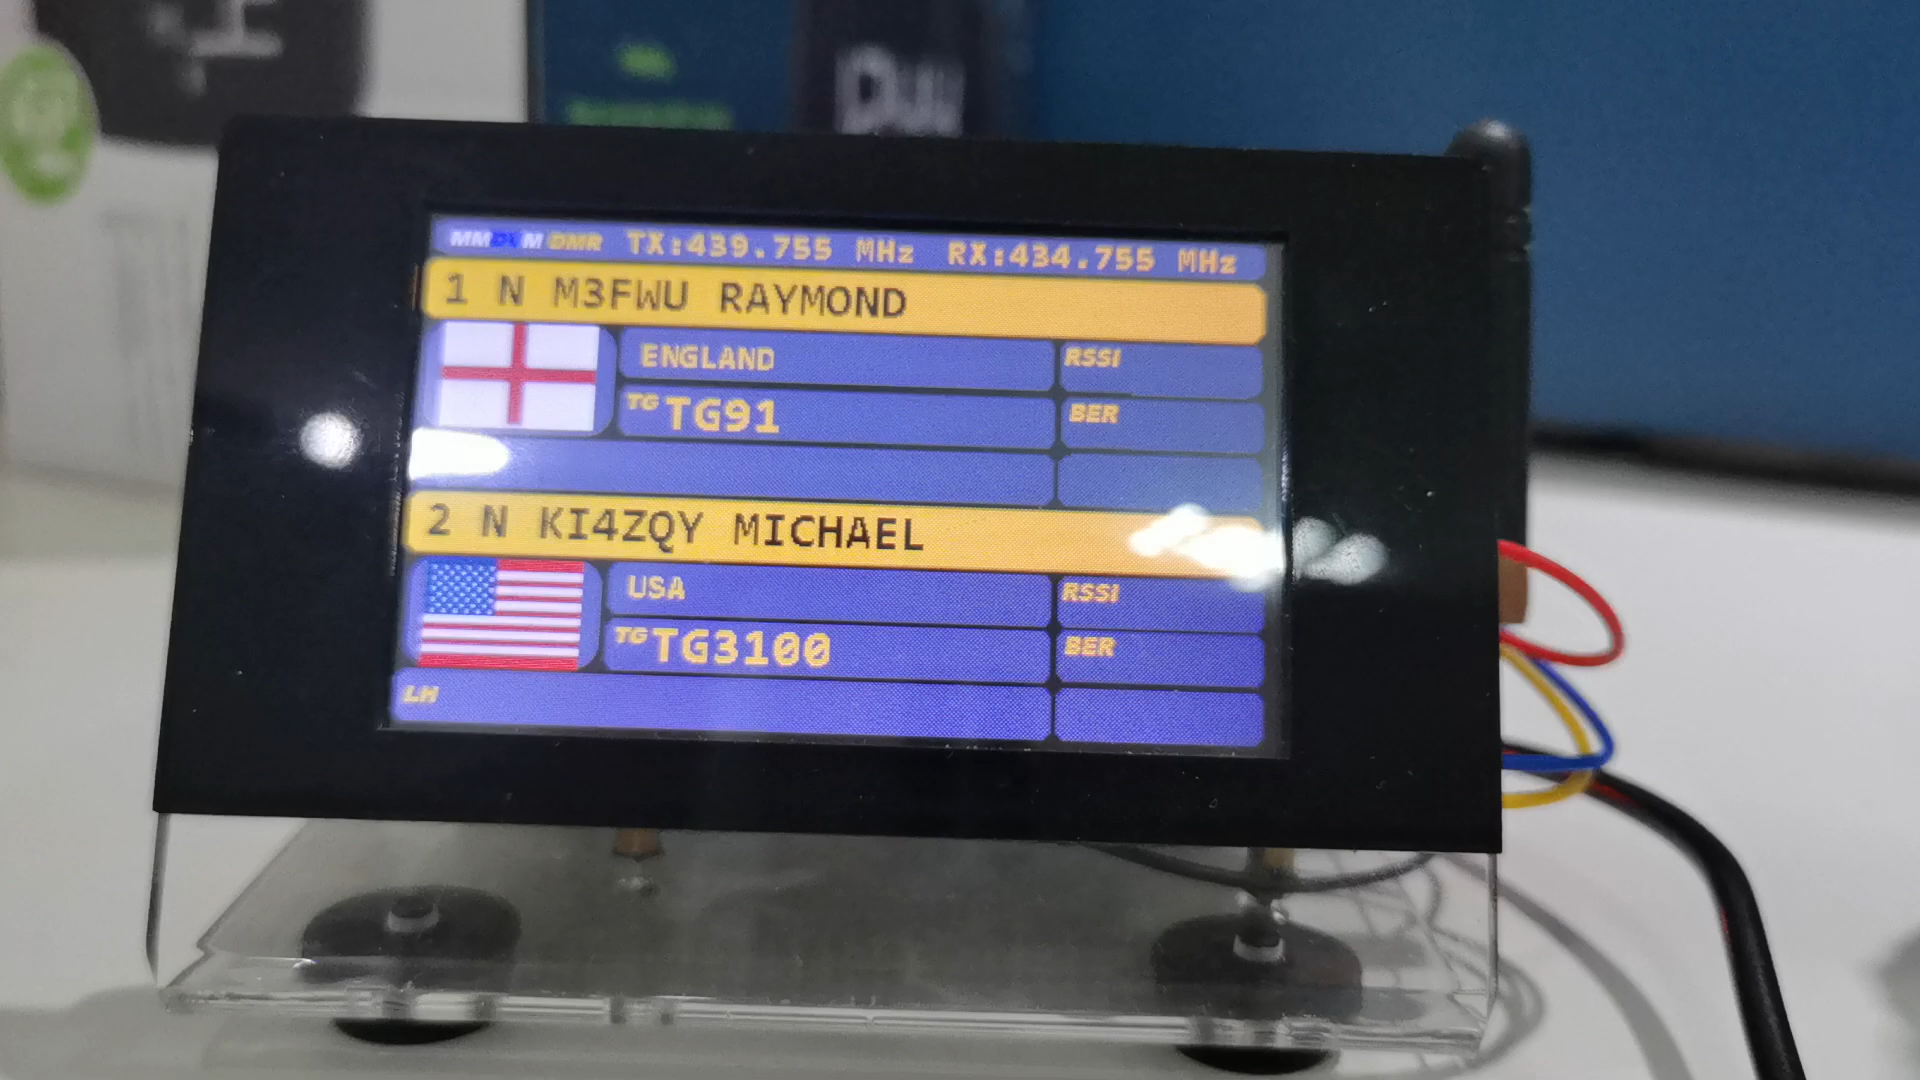 MMDVM DMR TX:439.755 MHz RX:434.755 MHz
1 N M3FWU RAYMOND
ENGLAND RSSI
TG TG91 BER
2 N KI4ZQY MICHAEL
USA RSSI
TG TG3100 BER
LH